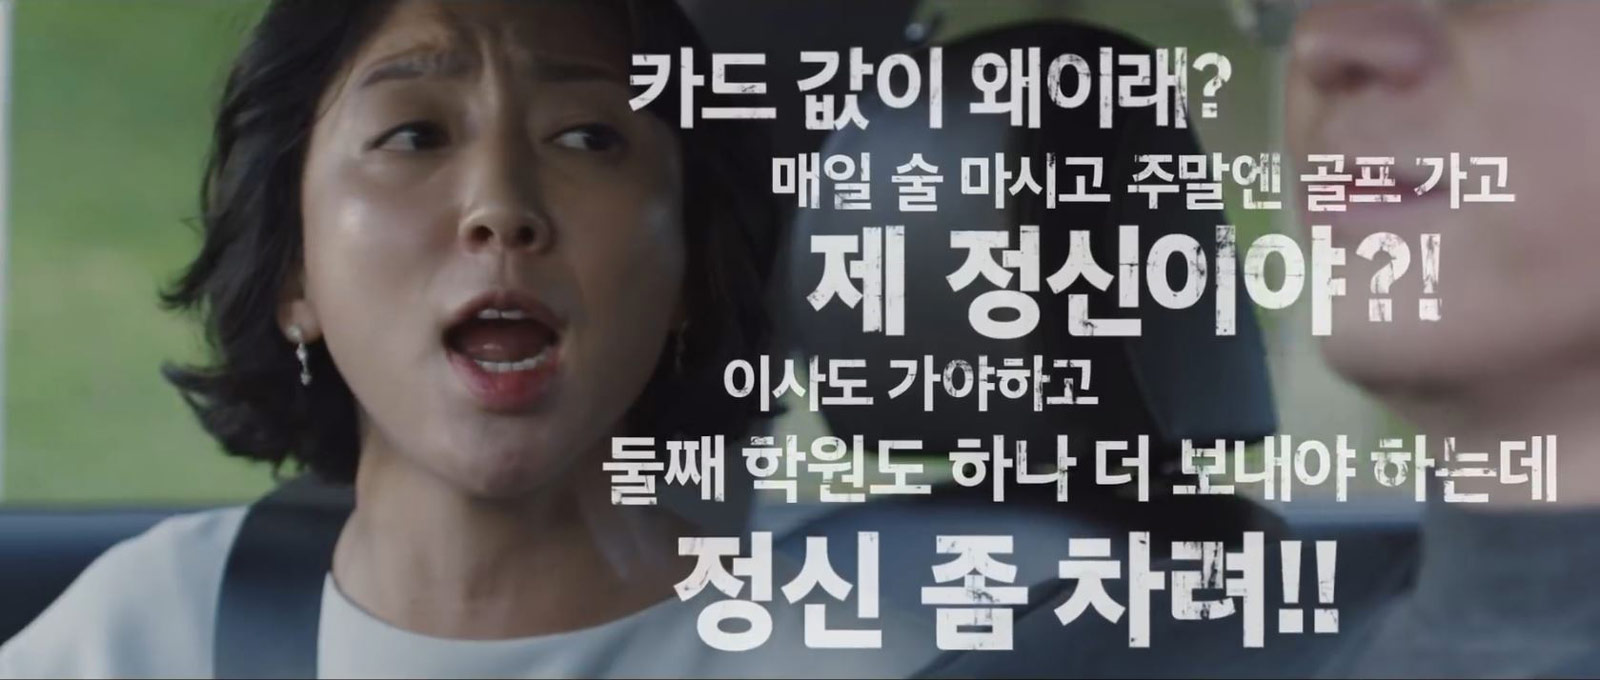 카드 값이 왜이래?
매일 술 마시고 주말엔 골프 가고
제 정신이야?!
이사도 가야하고
둘째 학원도 하나 더 보내야 하는데
정신 좀 차려!!